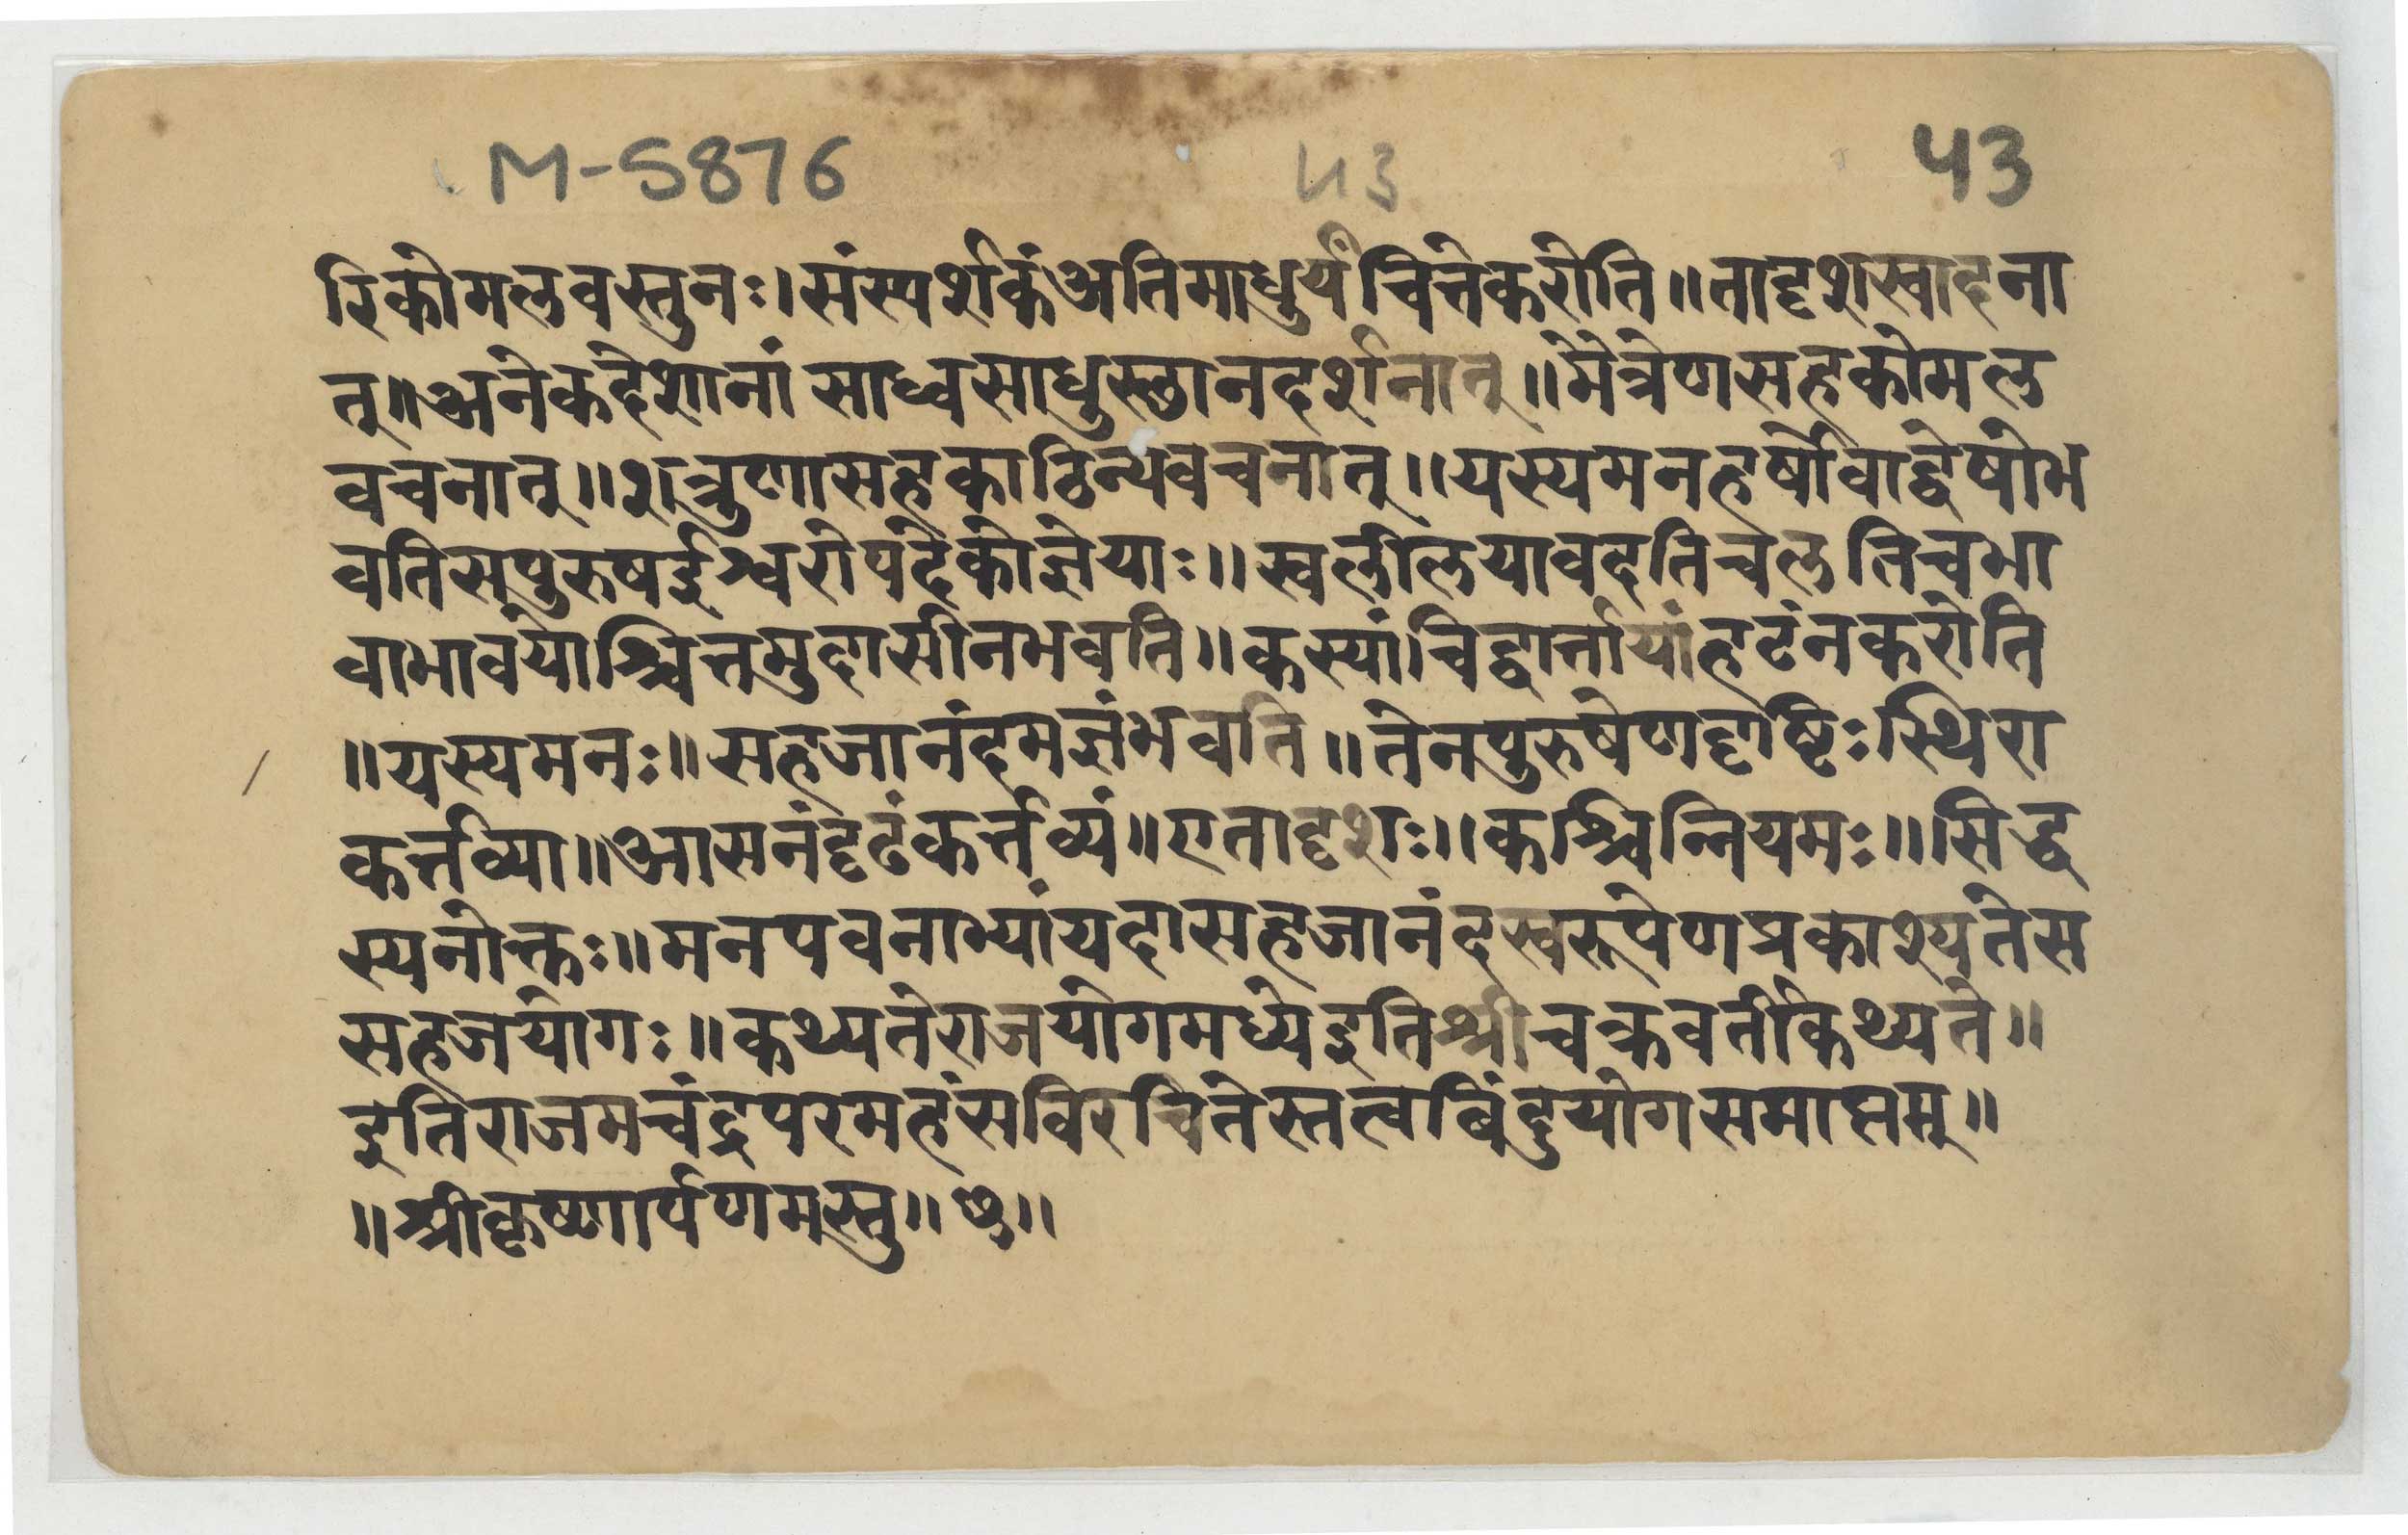 M-5876 43 43
रिकोमलवस्तुनः।संस्पर्शकंअतिमाधुर्यंचित्तेकरोति॥तादृशस्वादना
त्॥अनेकदेशानां साध्वसाधुस्छानदर्शनात्॥मैत्रेणसहकोमल
वचनात्॥शत्रुणासहकाठिन्यवचनात्॥यस्यमनहर्षोवाद्वेषोभ
वतिसपुरुषईश्वरोपदेकोज्ञेयाः॥स्वलीलयावदतिचलतिचभा
वाभावयोश्चित्तमुदासीनभवति॥कस्यांचिद्वार्त्तायांहटंनकरोति
॥यस्यमनः॥सहजानंदमज्ञंभवति॥तेनपुरुषेणदृष्टिःस्थिरा
कर्त्तव्या॥आसनंदृढंकर्त्तव्यं॥एतादृशः॥कश्चिन्नियमः॥सिद्ध
स्यनोक्तः॥मनपवनाभ्यांयदासहजानंदस्वरूपेणप्रकाश्यतेस
सहजयोगः॥कथ्यतेराजयोगमध्येइतिश्रीचक्रवर्तीकथ्यते॥
इतिराजमचंद्रपरमहंसविरचितेस्तत्वबिंदुयोगसमाप्तम्॥
॥श्रीकृष्णार्पणमस्तु॥छ॥